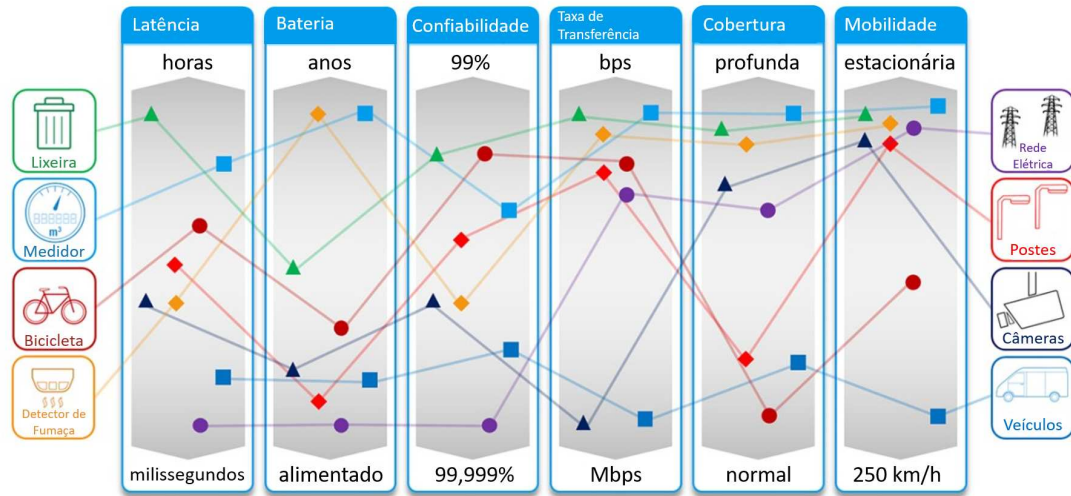 Latência
Bateria
Confiabilidade
Taxa de
Transferência
Cobertura
Mobilidade
horas
anos
99%
bps
profunda
estacionária
Lixeira
m³
Medidor
Bicicleta
Detector de
Fumaça
Rede
Elétrica
Postes
Câmeras
Veículos
milissegundos
alimentado
99,999%
Mbps
normal
250 km/h